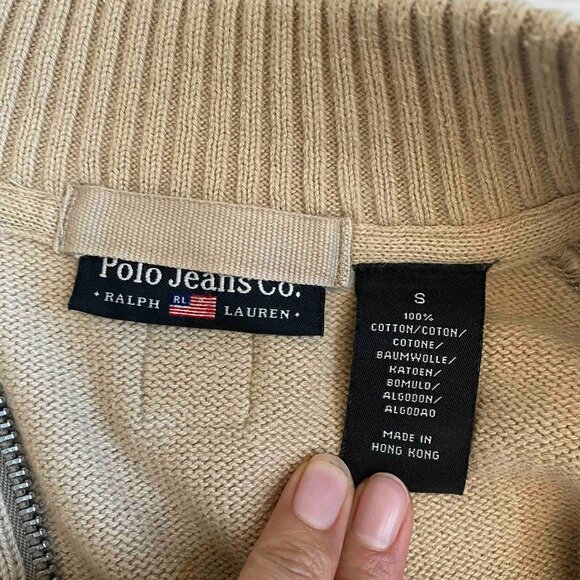 Polo Jeans Co.
· RALPH RL LAUREN ·
S
100%
COTTON/COTON/
COTONE/
BAUMWOLLE/
KATOEN/
BOMULD/
ALGODON/
ALGODAO
MADE IN
HONG KONG